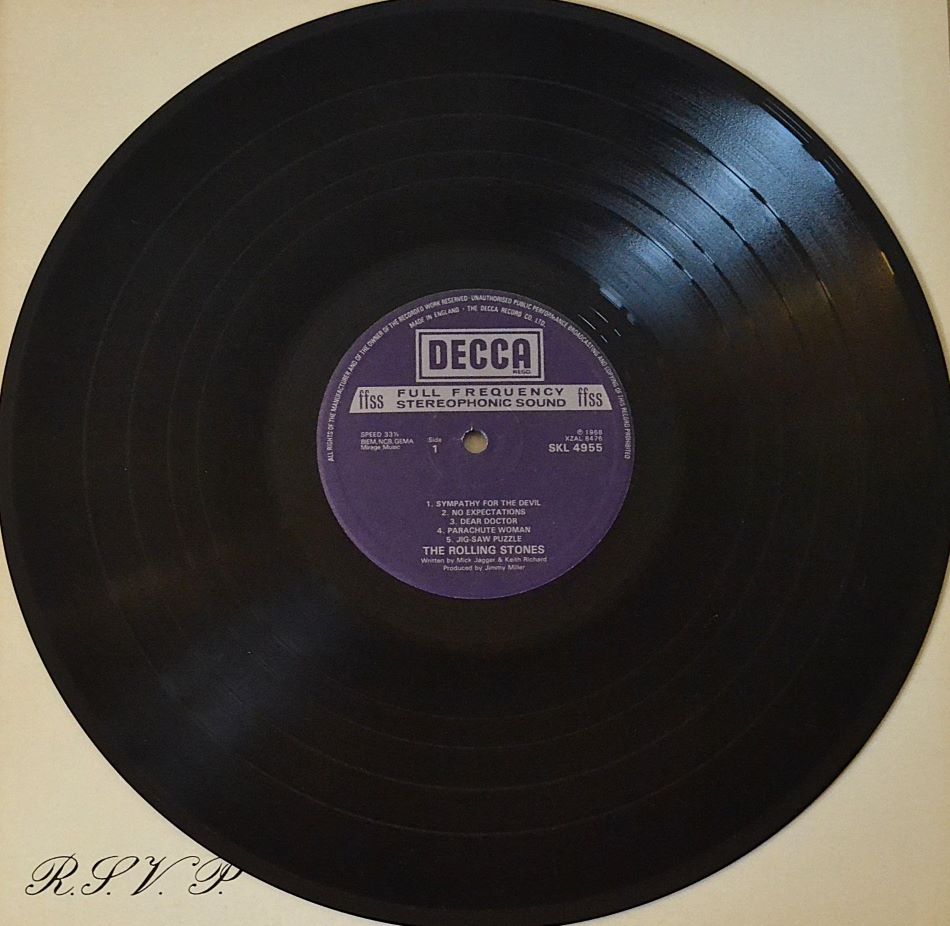 ALL RIGHTS OF THE MANUFACTURER AND OF THE OWNER OF THE RECORDED WORK RESERVED · UNAUTHORISED PUBLIC PERFORMANCE BROADCASTING AND COPYING OF THIS RECORD PROHIBITED
MADE IN ENGLAND · THE DECCA RECORD CO. LTD.
DECCA
REGD
ffss FULL FREQUENCY STEREOPHONIC SOUND ffss
SPEED 33⅓
BIEM, NCB, GEMA
Mirage Music
Side
1
℗ 1968
XZAL 8476
SKL 4955
1. SYMPATHY FOR THE DEVIL
2. NO EXPECTATIONS
3. DEAR DOCTOR
4. PARACHUTE WOMAN
5. JIG-SAW PUZZLE
THE ROLLING STONES
Written by Mick Jagger & Keith Richard
Produced by Jimmy Miller
R.S.V.P.